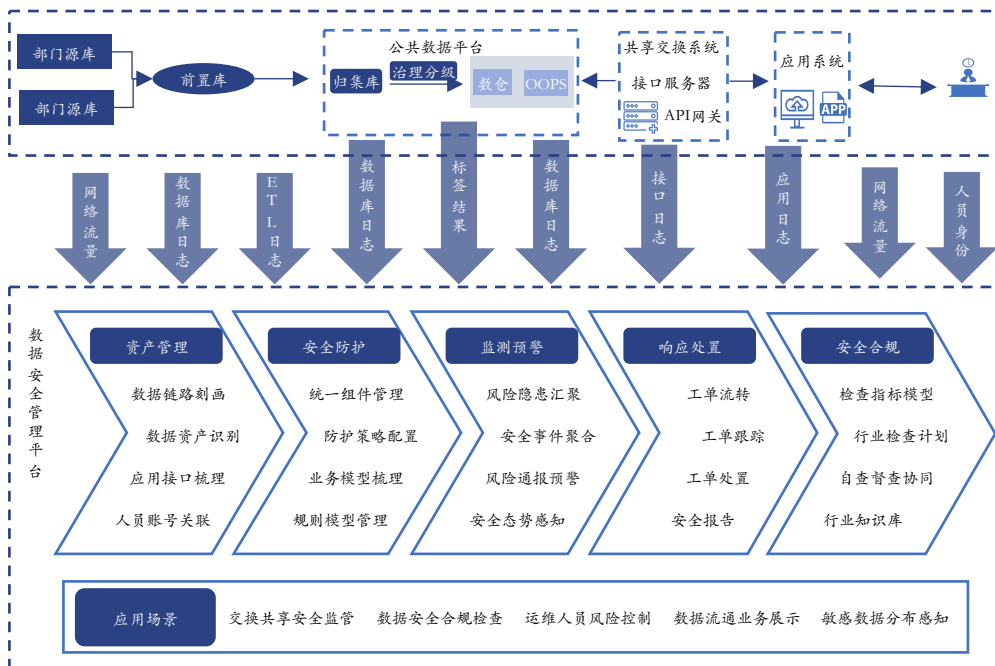 部门源库
部门源库
前置库
公共数据平台
归集库
治理分级
数仓
OOPS
共享交换系统
接口服务器
API网关
应用系统
APP
网络流量
数据库日志
ETL日志
数据库日志
标签结果
数据库日志
接口日志
应用日志
网络流量
人员身份
数据安全管理平台
资产管理
数据链路刻画
数据资产识别
应用接口梳理
人员账号关联
安全防护
统一组件管理
防护策略配置
业务模型梳理
规则模型管理
监测预警
风险隐患汇聚
安全事件聚合
风险通报预警
安全态势感知
响应处置
工单流转
工单跟踪
工单处置
安全报告
安全合规
检查指标模型
行业检查计划
自查督查协同
行业知识库
应用场景
交换共享安全监管
数据安全合规检查
运维人员风险控制
数据流通业务展示
敏感数据分布感知